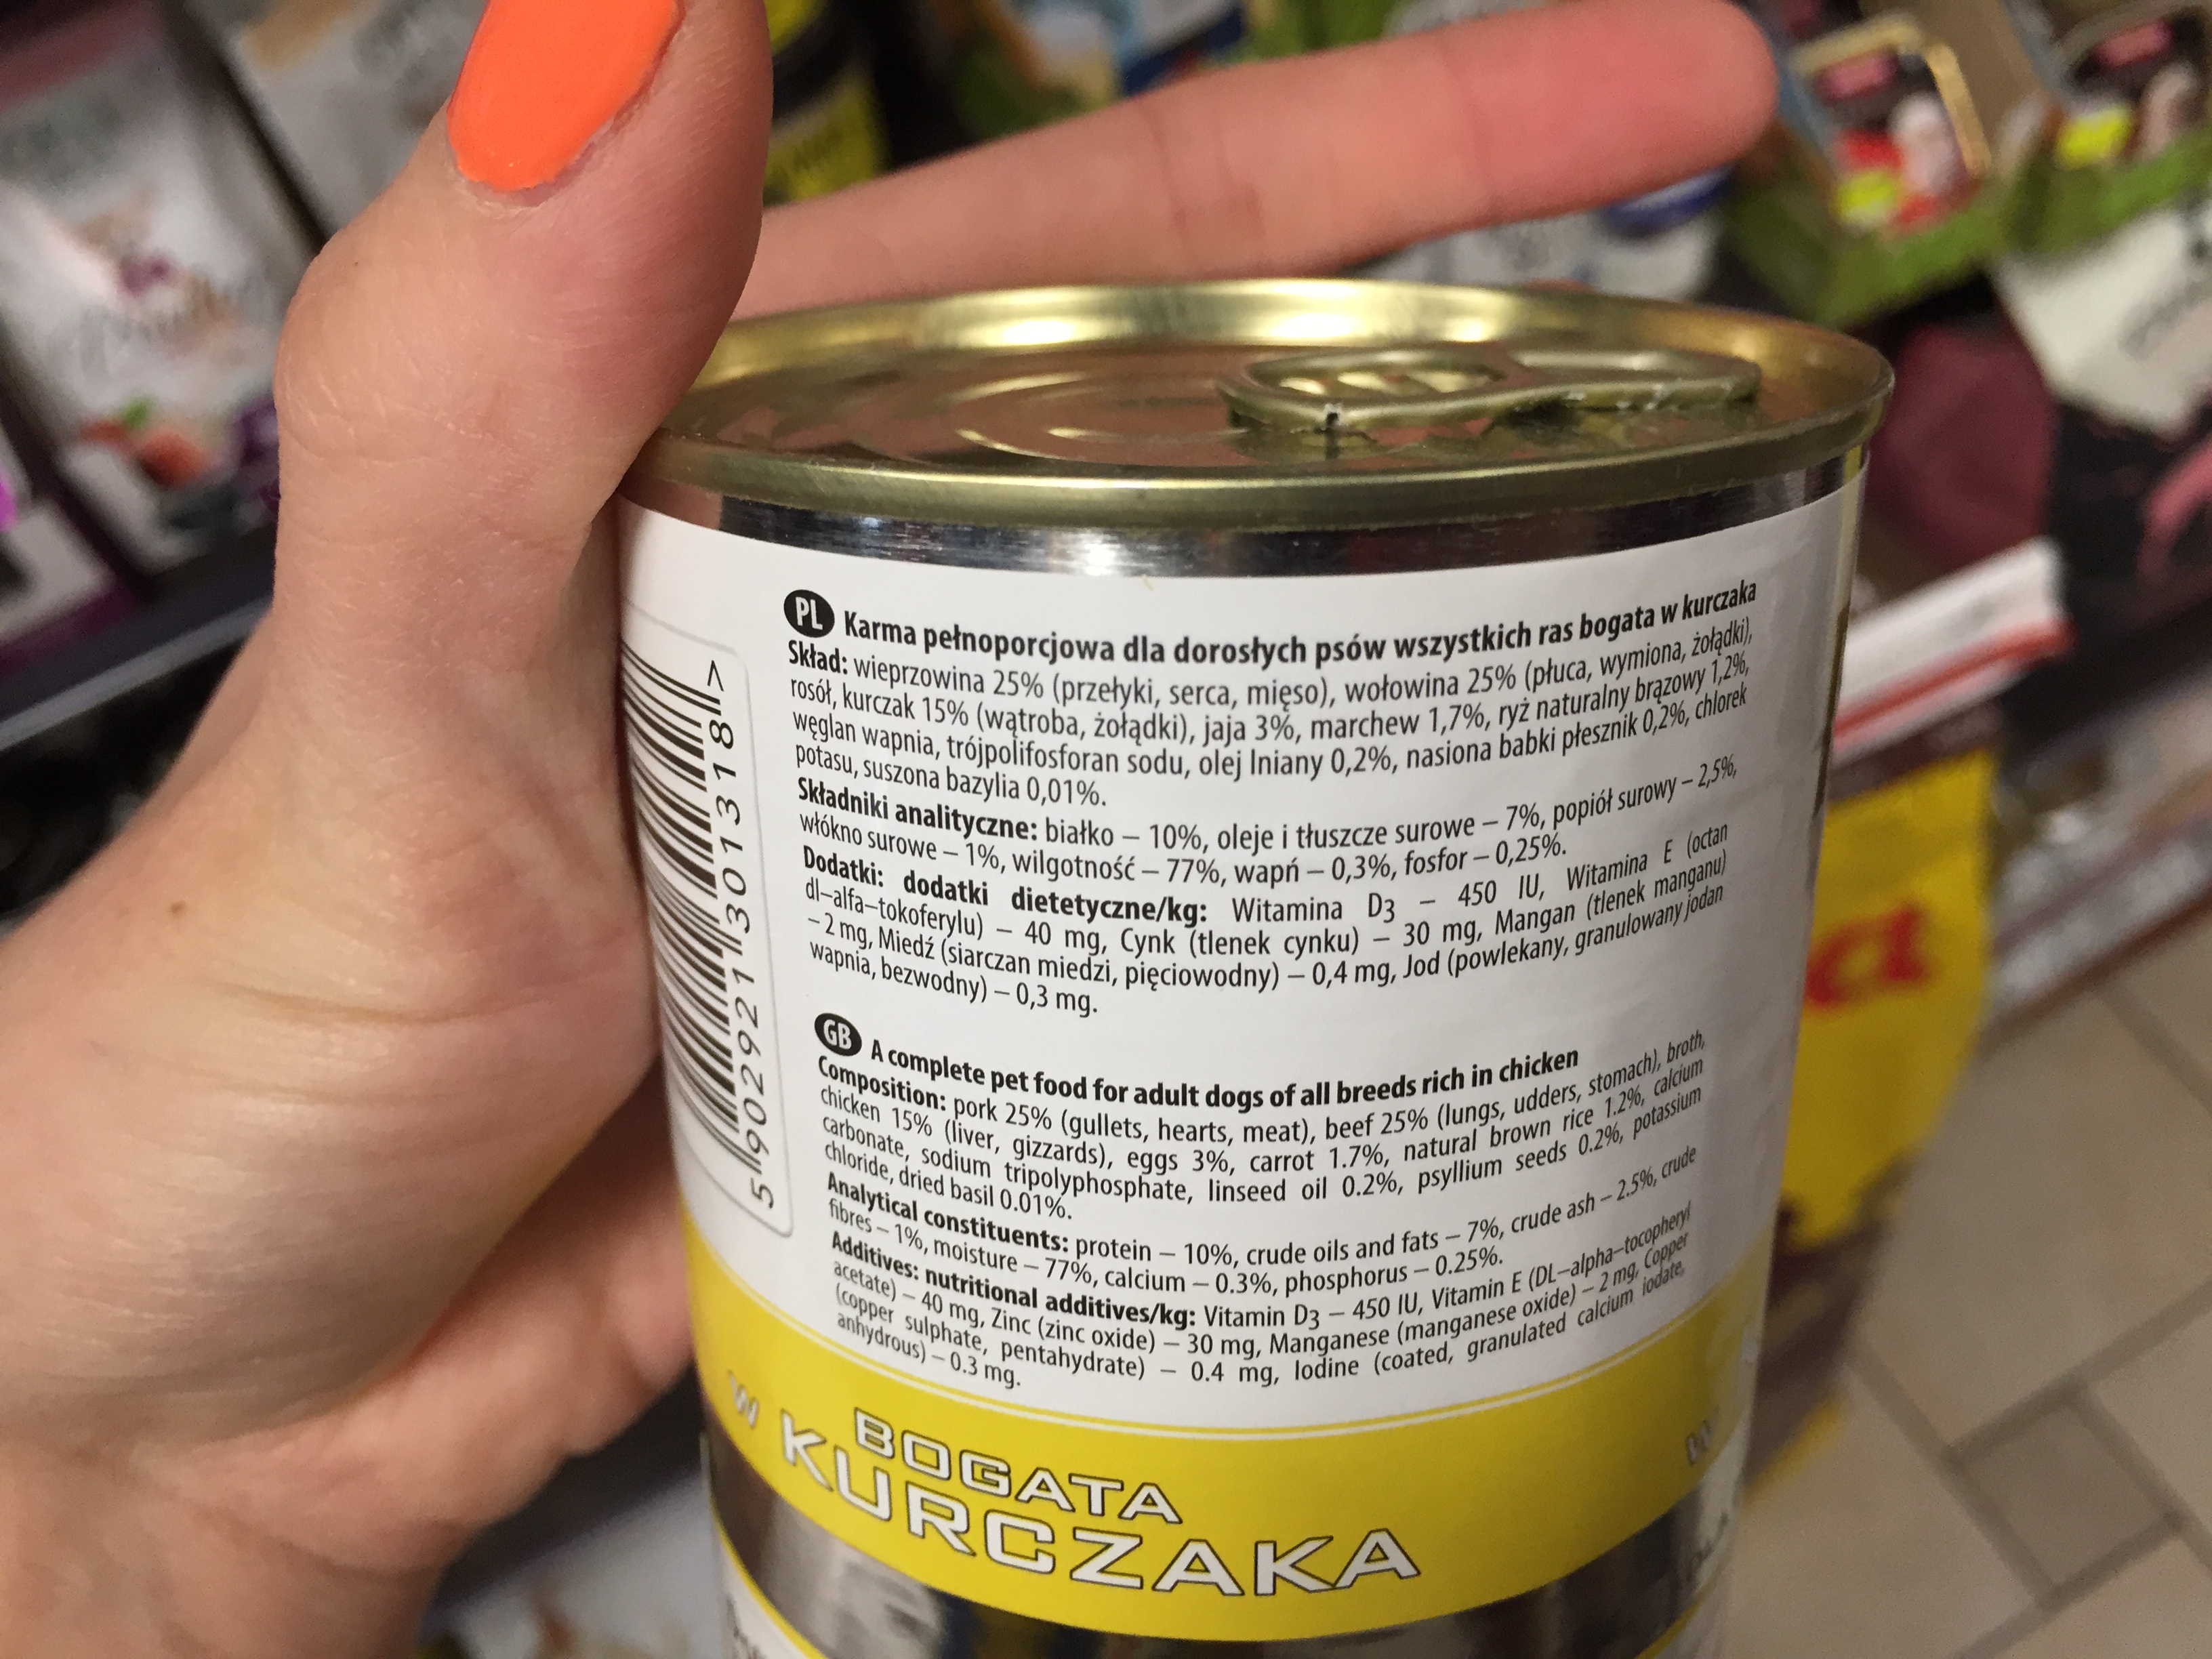 PL Karma pełnoporcjowa dla dorosłych psów wszystkich ras bogata w kurczaka
Skład: wieprzowina 25% (przełyki, serca, mięso), wołowina 25% (płuca, wymiona, żołądki),
rosół, kurczak 15% (wątroba, żołądki), jaja 3%, marchew 1,7%, ryż naturalny brązowy 1,2%,
węglan wapnia, trójpolifosforan sodu, olej lniany 0,2%, nasiona babki płesznik 0,2%, chlorek
potasu, suszona bazylia 0,01%.
Składniki analityczne: białko – 10%, oleje i tłuszcze surowe – 7%, popiół surowy – 2,5%,
włókno surowe – 1%, wilgotność – 77%, wapń – 0,3%, fosfor – 0,25%.
Dodatki: dodatki dietetyczne/kg: Witamina D3 – 450 IU, Witamina E (octan
dl–alfa–tokoferylu) – 40 mg, Cynk (tlenek cynku) – 30 mg, Mangan (tlenek manganu)
– 2 mg, Miedź (siarczan miedzi, pięciowodny) – 0,4 mg, Jod (powlekany, granulowany jodan
wapnia, bezwodny) – 0,3 mg.
GB A complete pet food for adult dogs of all breeds rich in chicken
Composition: pork 25% (gullets, hearts, meat), beef 25% (lungs, udders, stomach), broth,
chicken 15% (liver, gizzards), eggs 3%, carrot 1.7%, natural brown rice 1.2%, calcium
carbonate, sodium tripolyphosphate, linseed oil 0.2%, psyllium seeds 0.2%, potassium
chloride, dried basil 0.01%.
Analytical constituents: protein – 10%, crude oils and fats – 7%, crude ash – 2.5%, crude
fibres – 1%, moisture – 77%, calcium – 0.3%, phosphorus – 0.25%.
Additives: nutritional additives/kg: Vitamin D3 – 450 IU, Vitamin E (DL–alpha–tocopheryl
acetate) – 40 mg, Zinc (zinc oxide) – 30 mg, Manganese (manganese oxide) – 2 mg, Copper
(copper sulphate, pentahydrate) – 0.4 mg, Iodine (coated, granulated calcium iodate,
anhydrous) – 0.3 mg.
5 902921 301318 >
BOGATA
W KURCZAKA